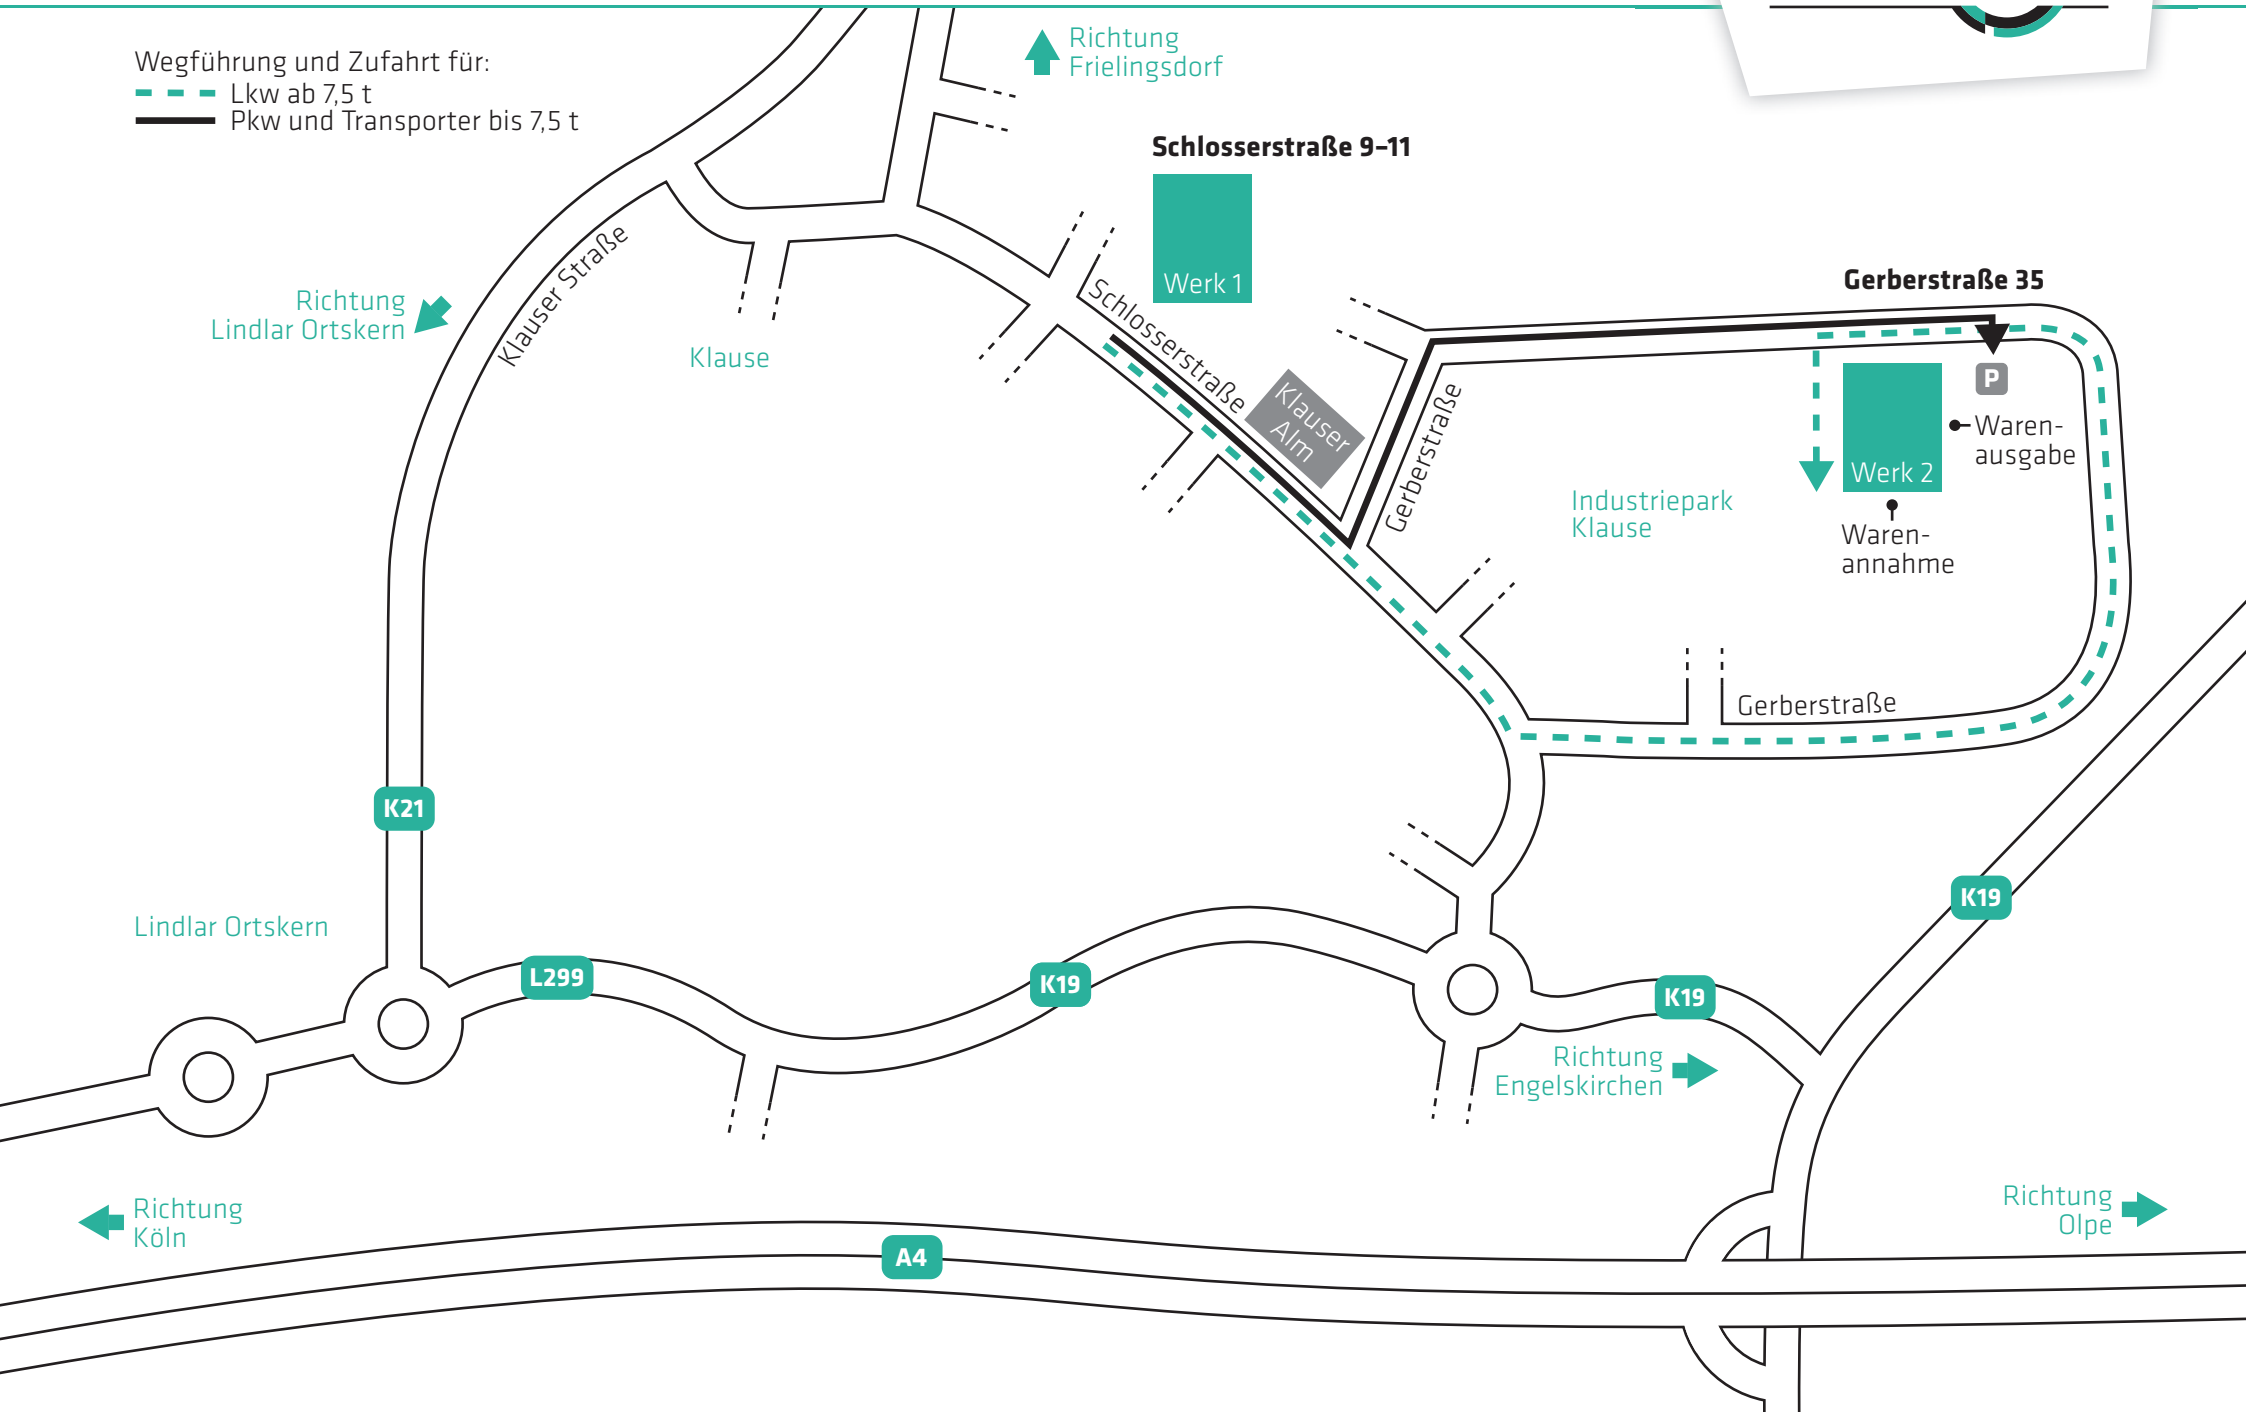 Wegführung und Zufahrt für:
Lkw ab 7,5 t
Pkw und Transporter bis 7,5 t
Richtung
Frielingsdorf
Schlosserstraße 9–11
Werk 1
Gerberstraße 35
Richtung
Lindlar Ortskern
Klauser Straße
Klause
Schlosserstraße
Klauser
Alm
Gerberstraße
P
Waren-
ausgabe
Werk 2
Industriepark
Klause
Waren-
annahme
Gerberstraße
K21
K19
Lindlar Ortskern
L299
K19
K19
Richtung
Engelskirchen
Richtung
Köln
A4
Richtung
Olpe